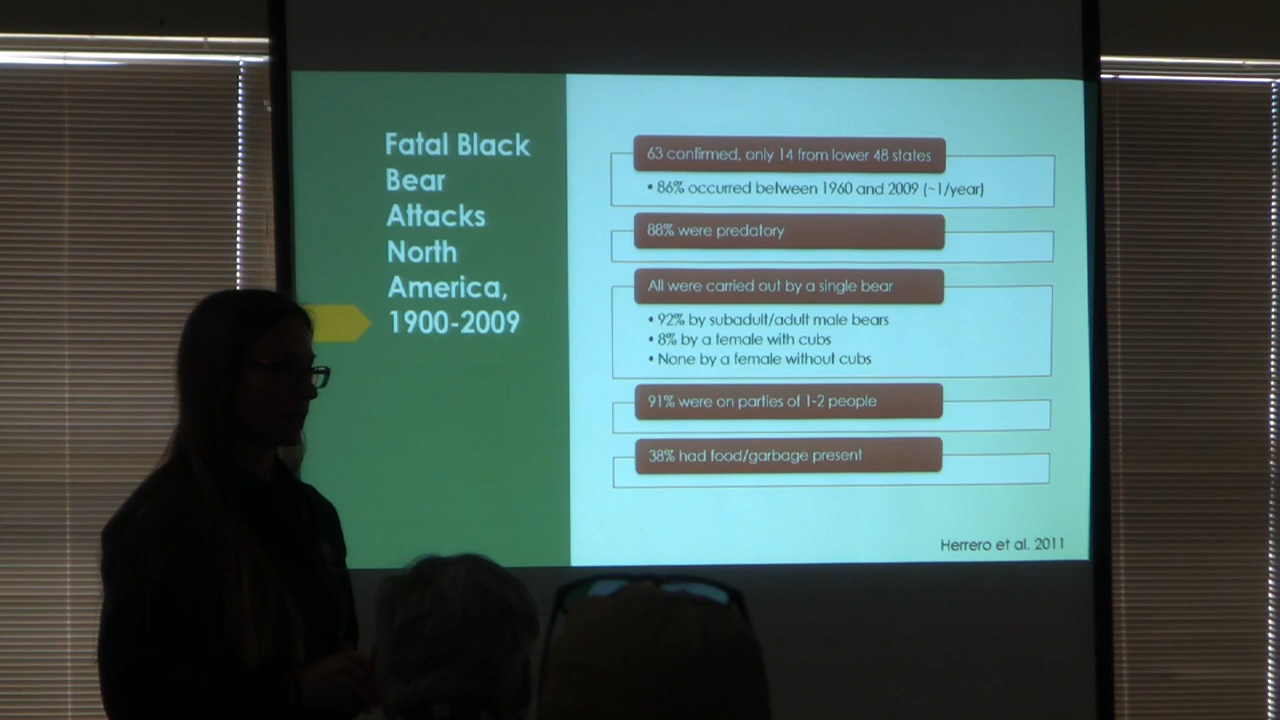 Fatal Black
Bear
Attacks
North
America,
1900-2009
63 confirmed, only 14 from lower 48 states
• 86% occurred between 1960 and 2009 (~1/year)
88% were predatory
All were carried out by a single bear
• 92% by subadult/adult male bears
• 8% by a female with cubs
• None by a female without cubs
91% were on parties of 1-2 people
38% had food/garbage present
Herrero et al. 2011